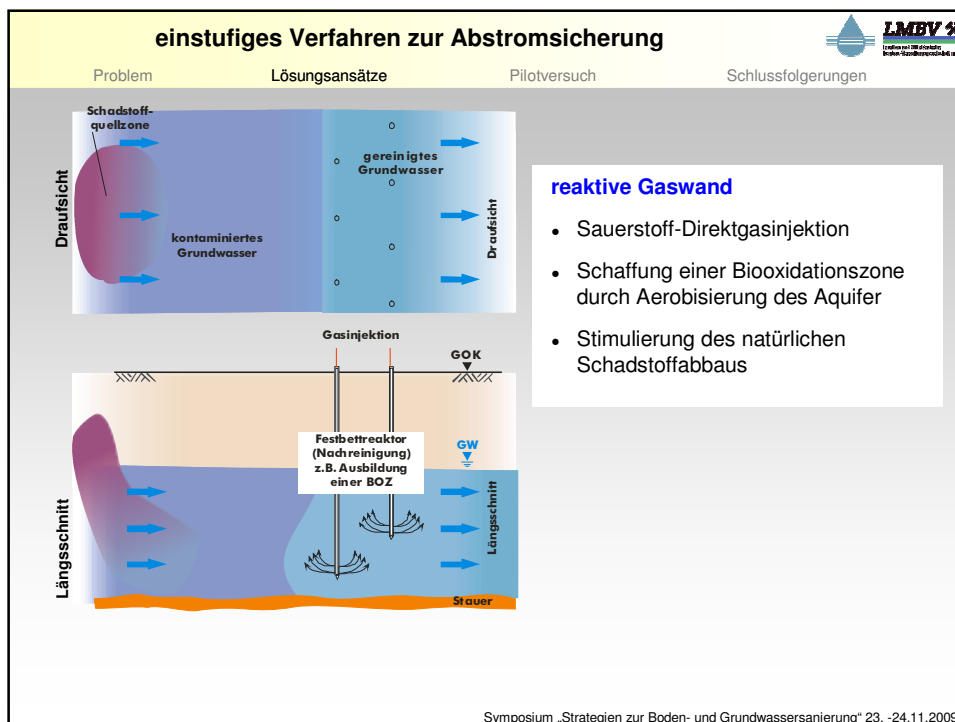 einstufiges Verfahren zur Abstromsicherung
LMBV
Problem
Lösungsansätze
Pilotversuch
Schlussfolgerungen
Schadstoff-
quellzone
gereinigtes
Grundwasser
kontaminiertes
Grundwasser
Draufsicht
Draufsicht
reaktive Gaswand
• Sauerstoff-Direktgasinjektion
• Schaffung einer Biooxidationszone
durch Aerobisierung des Aquifer
• Stimulierung des natürlichen
Schadstoffabbaus
Gasinjektion
GOK
Festbettreaktor
(Nachreinigung)
z.B. Ausbildung
einer BOZ
GW
Längsschnitt
Längsschnitt
Stauer
Symposium „Strategien zur Boden- und Grundwassersanierung“ 23. -24.11.2009